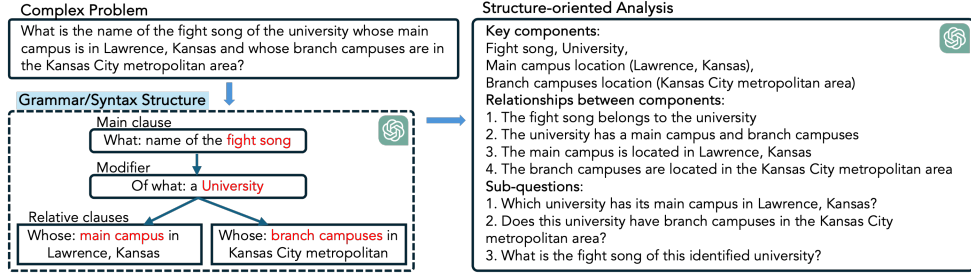 Complex Problem
What is the name of the fight song of the university whose main
campus is in Lawrence, Kansas and whose branch campuses are in
the Kansas City metropolitan area?
Grammar/Syntax Structure
Main clause
What: name of the fight song
Modifier
Of what: a University
Relative clauses
Whose: main campus in
Lawrence, Kansas
Whose: branch campuses in
Kansas City metropolitan
Structure-oriented Analysis
Key components:
Fight song, University,
Main campus location (Lawrence, Kansas),
Branch campuses location (Kansas City metropolitan area)
Relationships between components:
1. The fight song belongs to the university
2. The university has a main campus and branch campuses
3. The main campus is located in Lawrence, Kansas
4. The branch campuses are located in the Kansas City metropolitan area
Sub-questions:
1. Which university has its main campus in Lawrence, Kansas?
2. Does this university have branch campuses in the Kansas City
metropolitan area?
3. What is the fight song of this identified university?